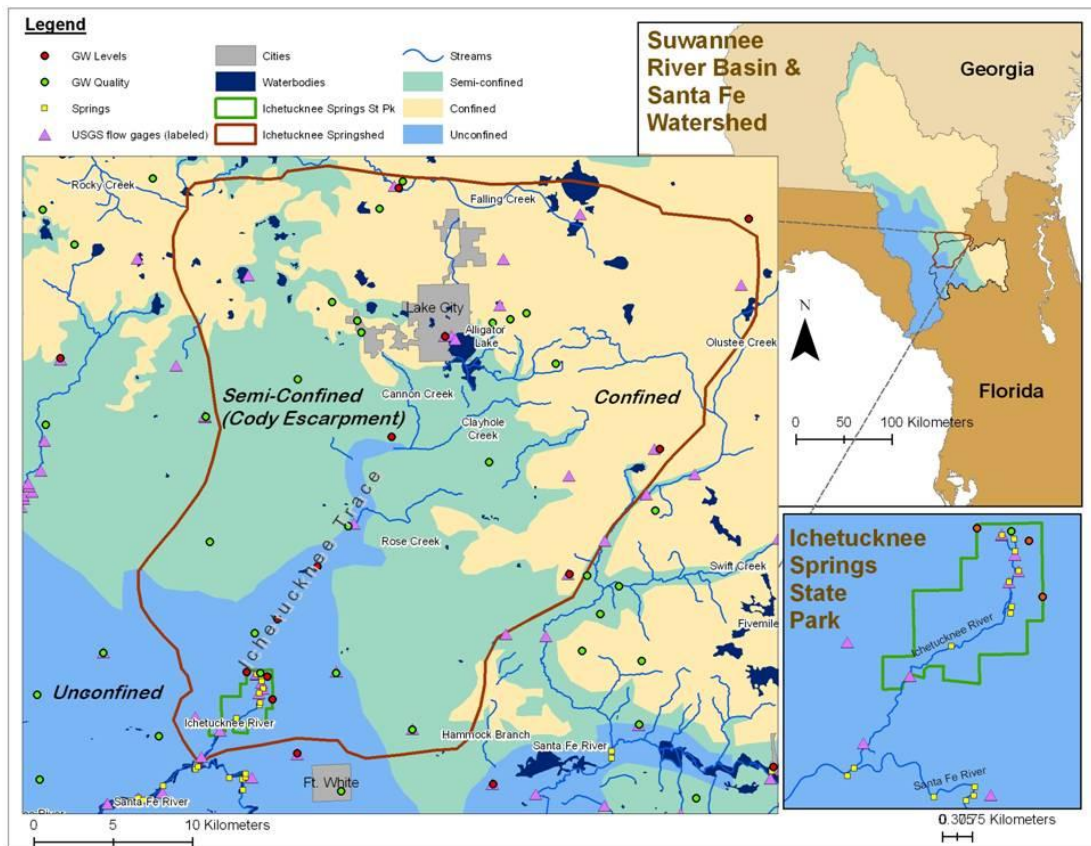 Legend
GW Levels
GW Quality
Springs
USGS flow gages (labeled)
Cities
Waterbodies
Ichetucknee Springs St Pk
Ichetucknee Springshed
Streams
Semi-confined
Confined
Unconfined
Rocky Creek
Falling Creek
Lake City
Alligator
Lake
Olustee Creek
Semi-Confined
(Cody Escarpment)
Cannon Creek
Confined
Clayhole
Creek
Ichetucknee Trace
Rose Creek
Swift Creek
Fivemile
Unconfined
Ichetucknee River
Hammock Branch
Santa Fe River
Ft. White
Santa Fe River
0 5 10 Kilometers
Suwannee
River Basin &
Santa Fe
Watershed
Georgia
N
Florida
0 50 100 Kilometers
Ichetucknee
Springs
State
Park
Ichetucknee River
Santa Fe River
Kilometers